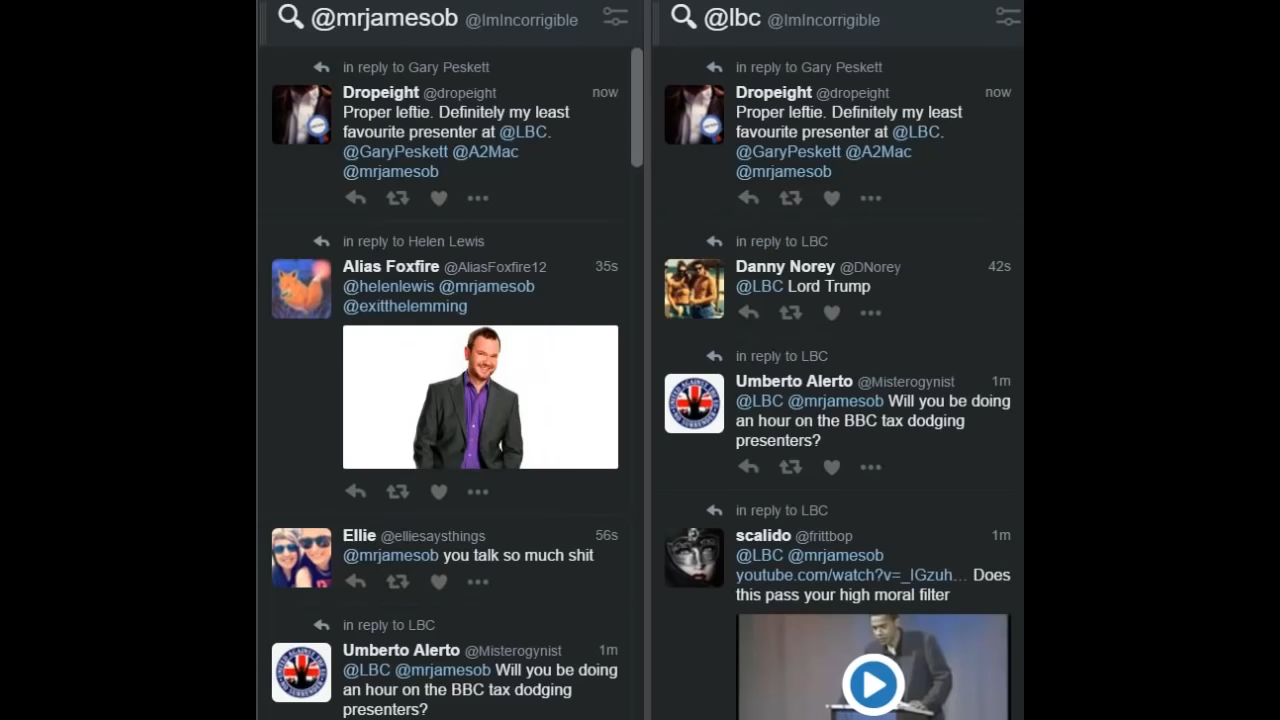 @mrjamesob @ImIncorrigible
in reply to Gary Peskett
Dropeight @dropeight now
Proper leftie. Definitely my least
favourite presenter at @LBC.
@GaryPeskett @A2Mac
@mrjamesob
in reply to Helen Lewis
Alias Foxfire @AliasFoxfire12 35s
@helenlewis @mrjamesob
@exitthelemming
Ellie @elliesaysthings 56s
@mrjamesob you talk so much shit
in reply to LBC
Umberto Alerto @Misterogynist 1m
@LBC @mrjamesob Will you be doing
an hour on the BBC tax dodging
presenters?
@lbc @ImIncorrigible
in reply to Gary Peskett
Dropeight @dropeight now
Proper leftie. Definitely my least
favourite presenter at @LBC.
@GaryPeskett @A2Mac
@mrjamesob
in reply to LBC
Danny Norey @DNorey 42s
@LBC Lord Trump
in reply to LBC
Umberto Alerto @Misterogynist 1m
@LBC @mrjamesob Will you be doing
an hour on the BBC tax dodging
presenters?
in reply to LBC
scalido @frittbop 1m
@LBC @mrjamesob
youtube.com/watch?v=_IGzuh… Does
this pass your high moral filter